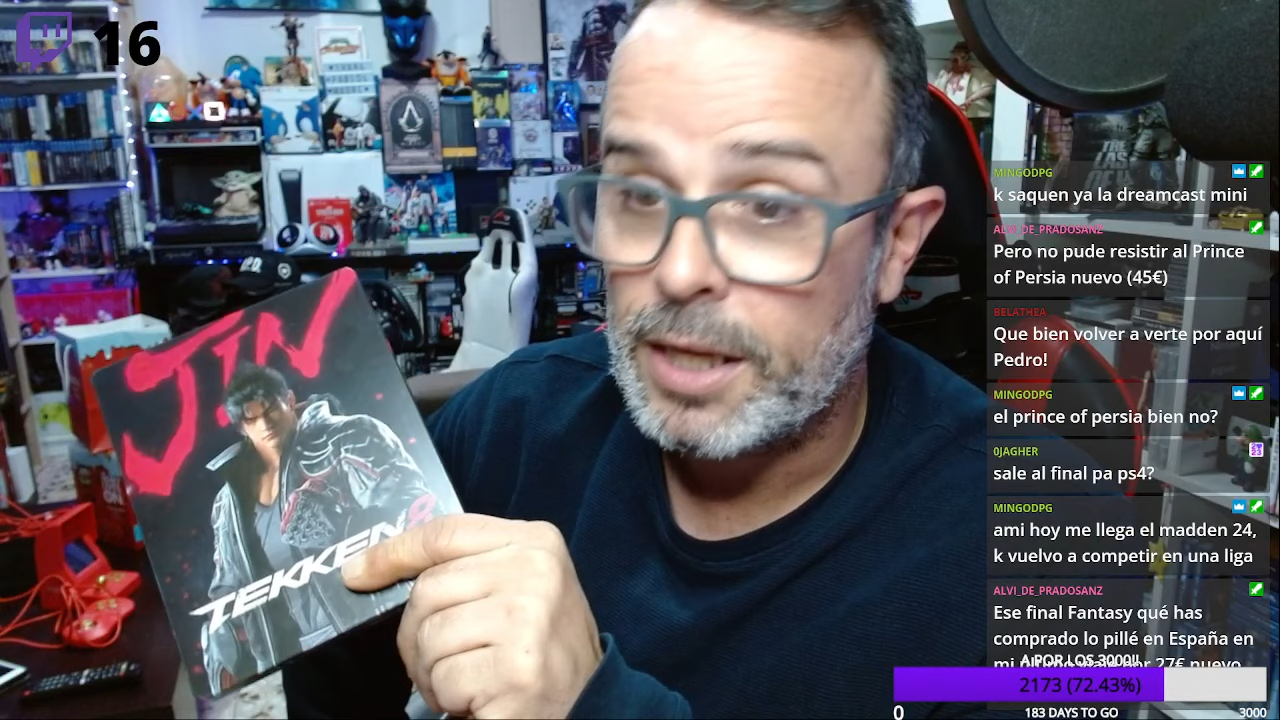 16
JIN
TEKKEN 8
THE
LAS
MINGODPG
k saquen ya la dreamcast mini
ALVI_DE_PRADOSANZ
Pero no pude resistir al Prince
of Persia nuevo (45€)
BELATHEA
Que bien volver a verte por aquí
Pedro!
MINGODPG
el prince of persia bien no?
0JAGHER
sale al final pa ps4?
MINGODPG
ami hoy me llega el madden 24,
k vuelvo a competir en una liga
ALVI_DE_PRADOSANZ
Ese final Fantasy qué has
comprado lo pillé en España en
27€ nuevo
A POR LOS 3000!!
2173 (72.43%)
0
183 DAYS TO GO
3000